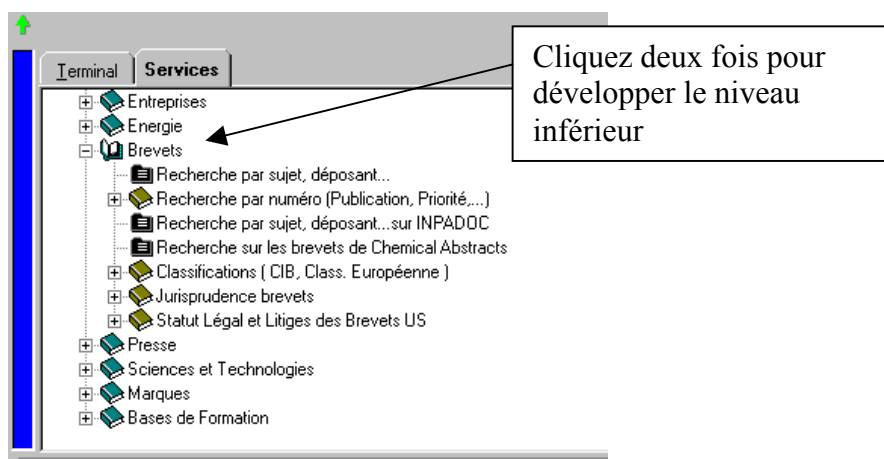 Cliquez deux fois pour
développer le niveau
inférieur
Terminal Services
Entreprises
Energie
Brevets
Recherche par sujet, déposant...
Recherche par numéro (Publication, Priorité,...)
Recherche par sujet, déposant...sur INPADOC
Recherche sur les brevets de Chemical Abstracts
Classifications ( CIB, Class. Européenne )
Jurisprudence brevets
Statut Légal et Litiges des Brevets US
Presse
Sciences et Technologies
Marques
Bases de Formation